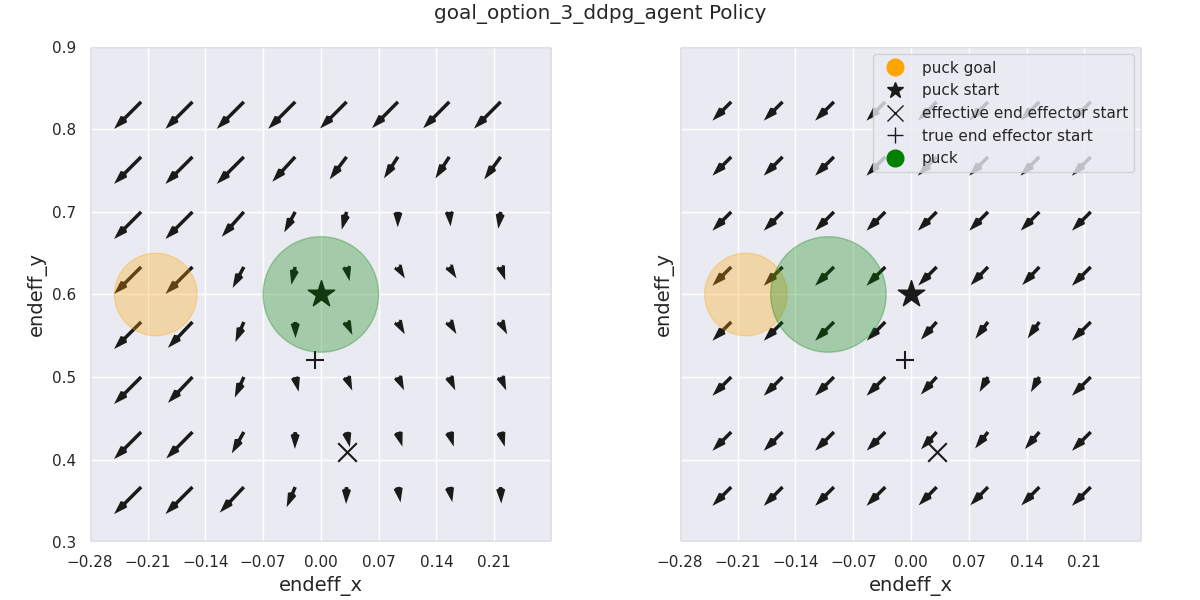 goal_option_3_ddpg_agent Policy
0.9
0.8
0.7
0.6
0.5
0.4
0.3
endeff_y
−0.28 −0.21 −0.14 −0.07 0.00 0.07 0.14 0.21
endeff_x
puck goal
puck start
effective end effector start
true end effector start
puck
endeff_y
−0.28 −0.21 −0.14 −0.07 0.00 0.07 0.14 0.21
endeff_x